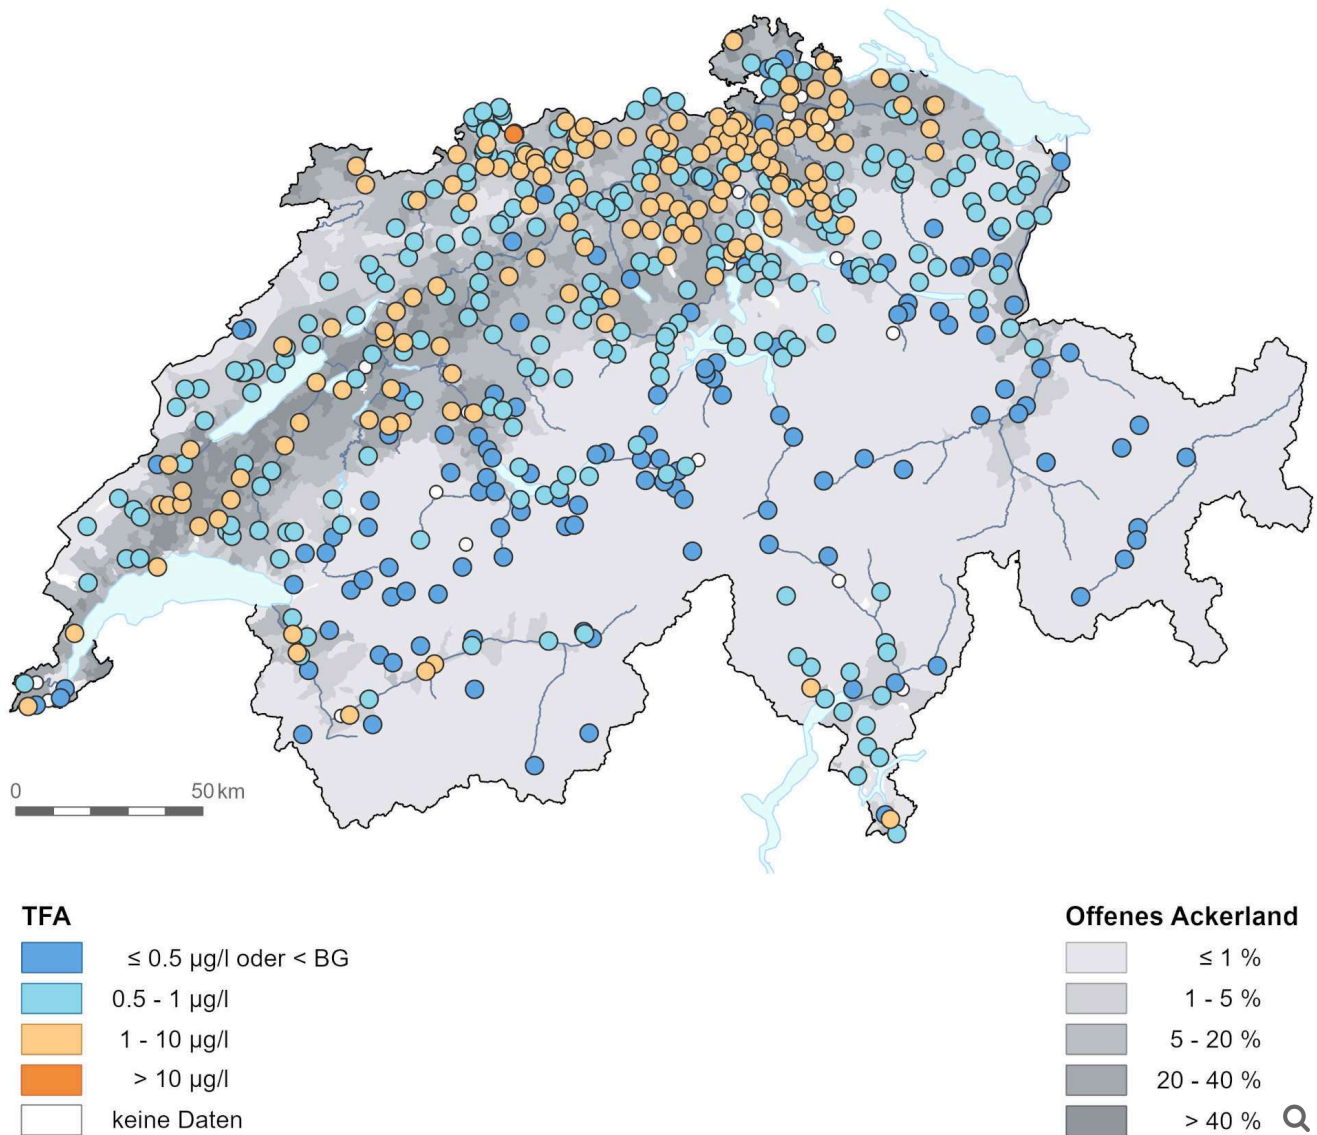 0 50 km
TFA
≤ 0.5 µg/l oder < BG
0.5 - 1 µg/l
1 - 10 µg/l
> 10 µg/l
keine Daten
Offenes Ackerland
≤ 1 %
1 - 5 %
5 - 20 %
20 - 40 %
> 40 %